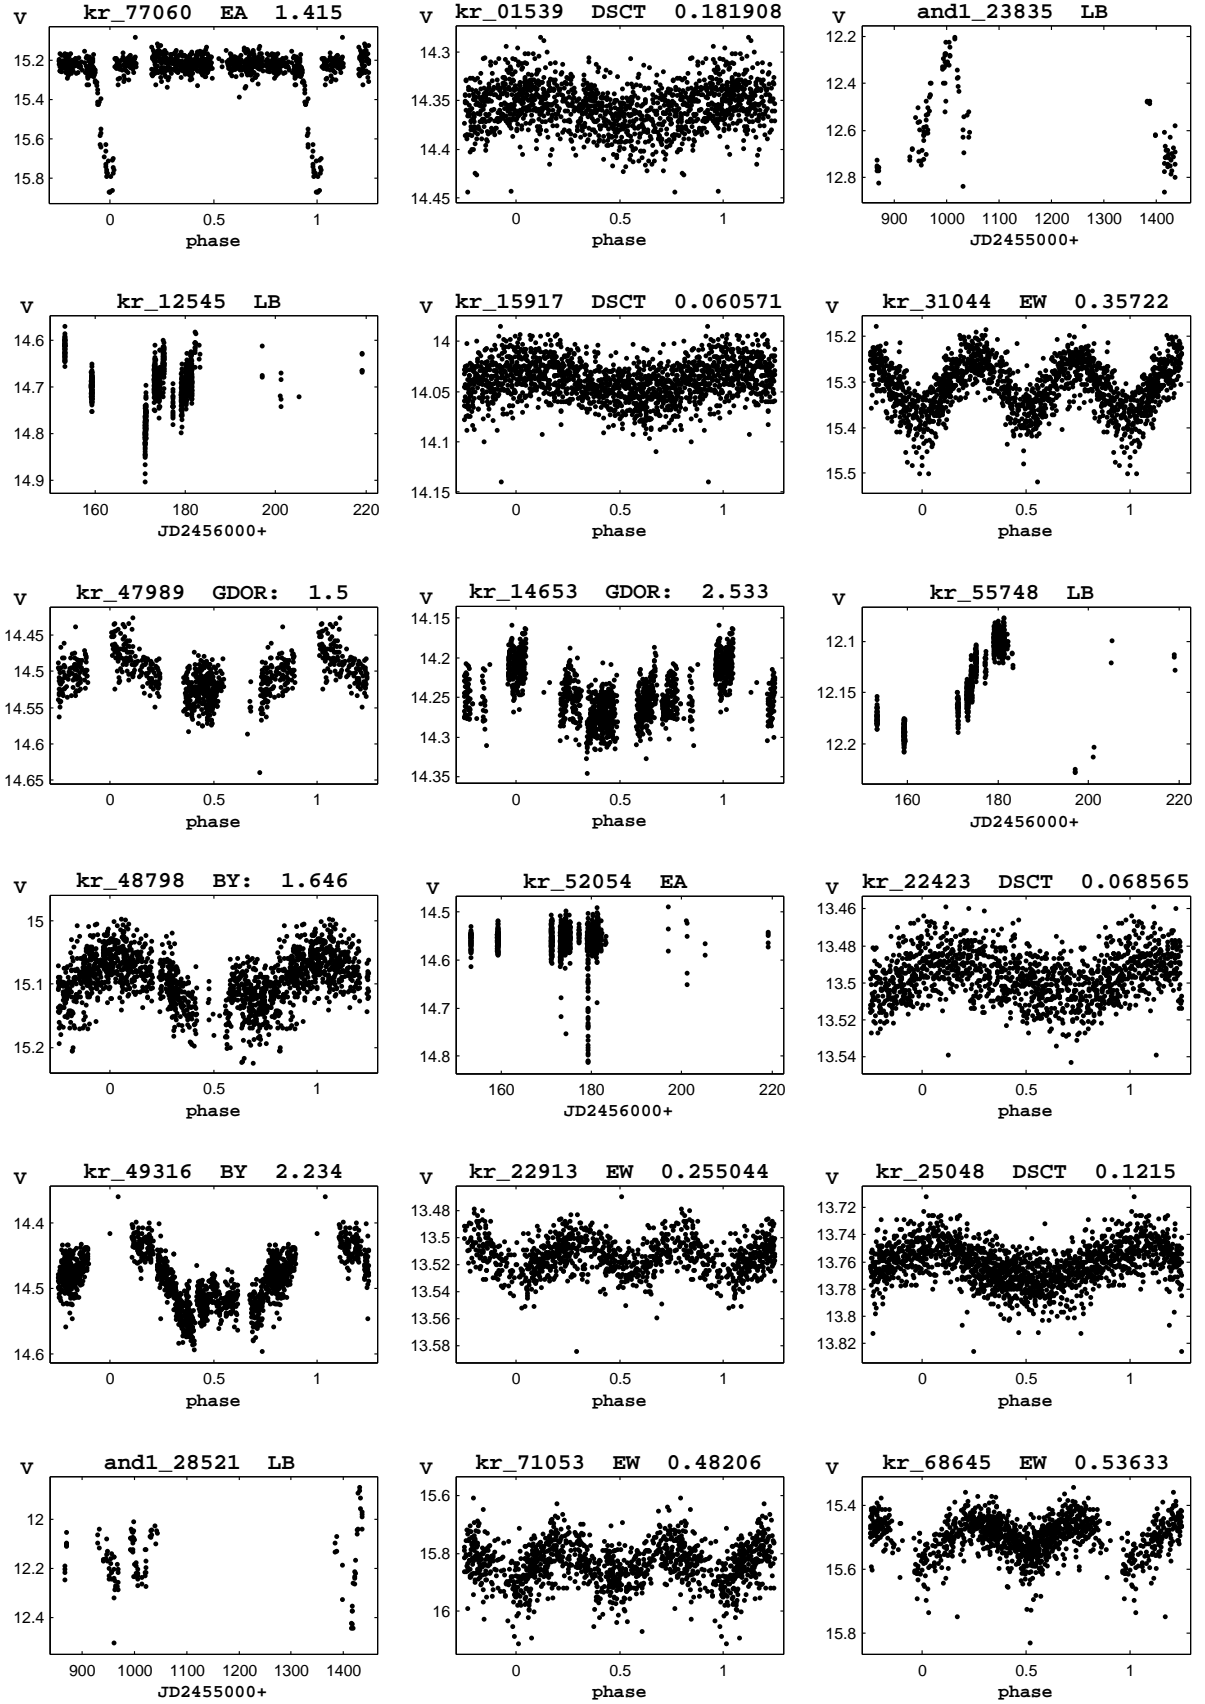 kr_77060 EA 1.415
V
15.2
15.4
15.6
15.8
0 0.5 1
phase
kr_01539 DSCT 0.181908
V
14.3
14.35
14.4
14.45
0 0.5 1
phase
and1_23835 LB
V
12.2
12.4
12.6
12.8
900 1000 1100 1200 1300 1400
JD2455000+
kr_12545 LB
V
14.6
14.7
14.8
14.9
160 180 200 220
JD2456000+
kr_15917 DSCT 0.060571
V
14
14.05
14.1
14.15
0 0.5 1
phase
kr_31044 EW 0.35722
V
15.2
15.3
15.4
15.5
0 0.5 1
phase
kr_47989 GDOR: 1.5
V
14.45
14.5
14.55
14.6
14.65
0 0.5 1
phase
kr_14653 GDOR: 2.533
V
14.15
14.2
14.25
14.3
14.35
0 0.5 1
phase
kr_55748 LB
V
12.1
12.15
12.2
160 180 200 220
JD2456000+
kr_48798 BY: 1.646
V
15
15.1
15.2
0 0.5 1
phase
kr_52054 EA
V
14.5
14.6
14.7
14.8
160 180 200 220
JD2456000+
kr_22423 DSCT 0.068565
V
13.46
13.48
13.5
13.52
13.54
0 0.5 1
phase
kr_49316 BY 2.234
V
14.4
14.5
14.6
0 0.5 1
phase
kr_22913 EW 0.255044
V
13.48
13.5
13.52
13.54
13.56
13.58
0 0.5 1
phase
kr_25048 DSCT 0.1215
V
13.72
13.74
13.76
13.78
13.8
13.82
0 0.5 1
phase
and1_28521 LB
V
12
12.2
12.4
900 1000 1100 1200 1300 1400
JD2455000+
kr_71053 EW 0.48206
V
15.6
15.8
16
0 0.5 1
phase
kr_68645 EW 0.53633
V
15.4
15.6
15.8
0 0.5 1
phase